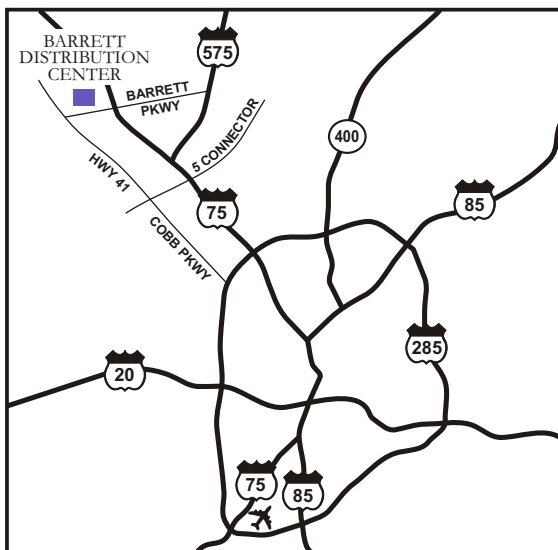 BARRETT
DISTRIBUTION
CENTER
575
BARRETT
PKWY
5 CONNECTOR
400
HWY 41
75
85
COBB PKWY
285
20
75
85